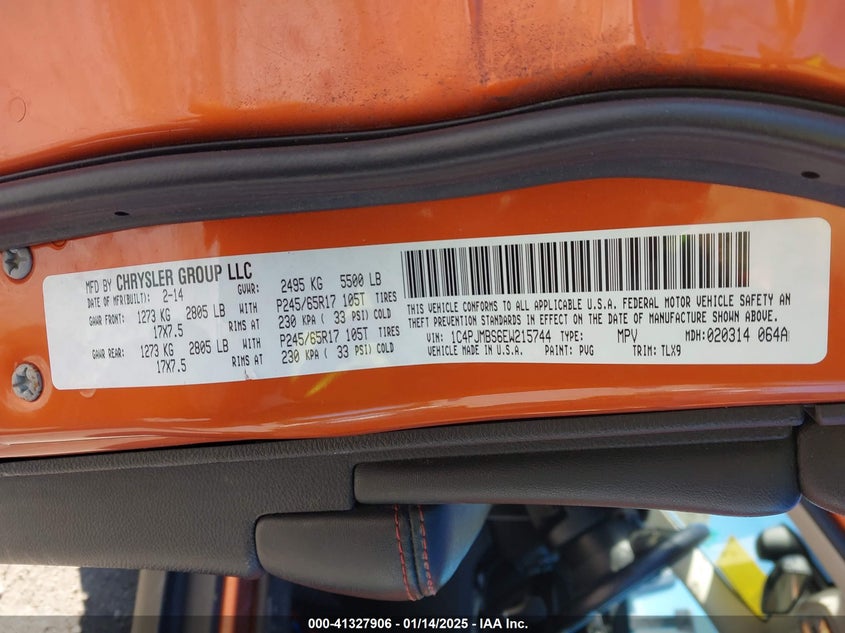 MFD BY CHRYSLER GROUP LLC
DATE OF MFR(BUILT): 2-14 GVWR: 2495 KG 5500 LB
GAWR FRONT: 1273 KG 2805 LB WITH P245/65R17 105T TIRES
17X7.5 RIMS AT 230 KPA ( 33 PSI) COLD
GAWR REAR: 1273 KG 2805 LB WITH P245/65R17 105T TIRES
17X7.5 RIMS AT 230 KPA ( 33 PSI) COLD
THIS VEHICLE CONFORMS TO ALL APPLICABLE U.S.A. FEDERAL MOTOR VEHICLE SAFETY AN
THEFT PREVENTION STANDARDS IN EFFECT ON THE DATE OF MANUFACTURE SHOWN ABOVE.
VIN: 1C4PJMBS6EW215744 TYPE: MPV MDH: 020314 064A
VEHICLE MADE IN U.S.A. PAINT: PVG TRIM: TLX9
000-41327906 — 01/14/2025 — IAA Inc.